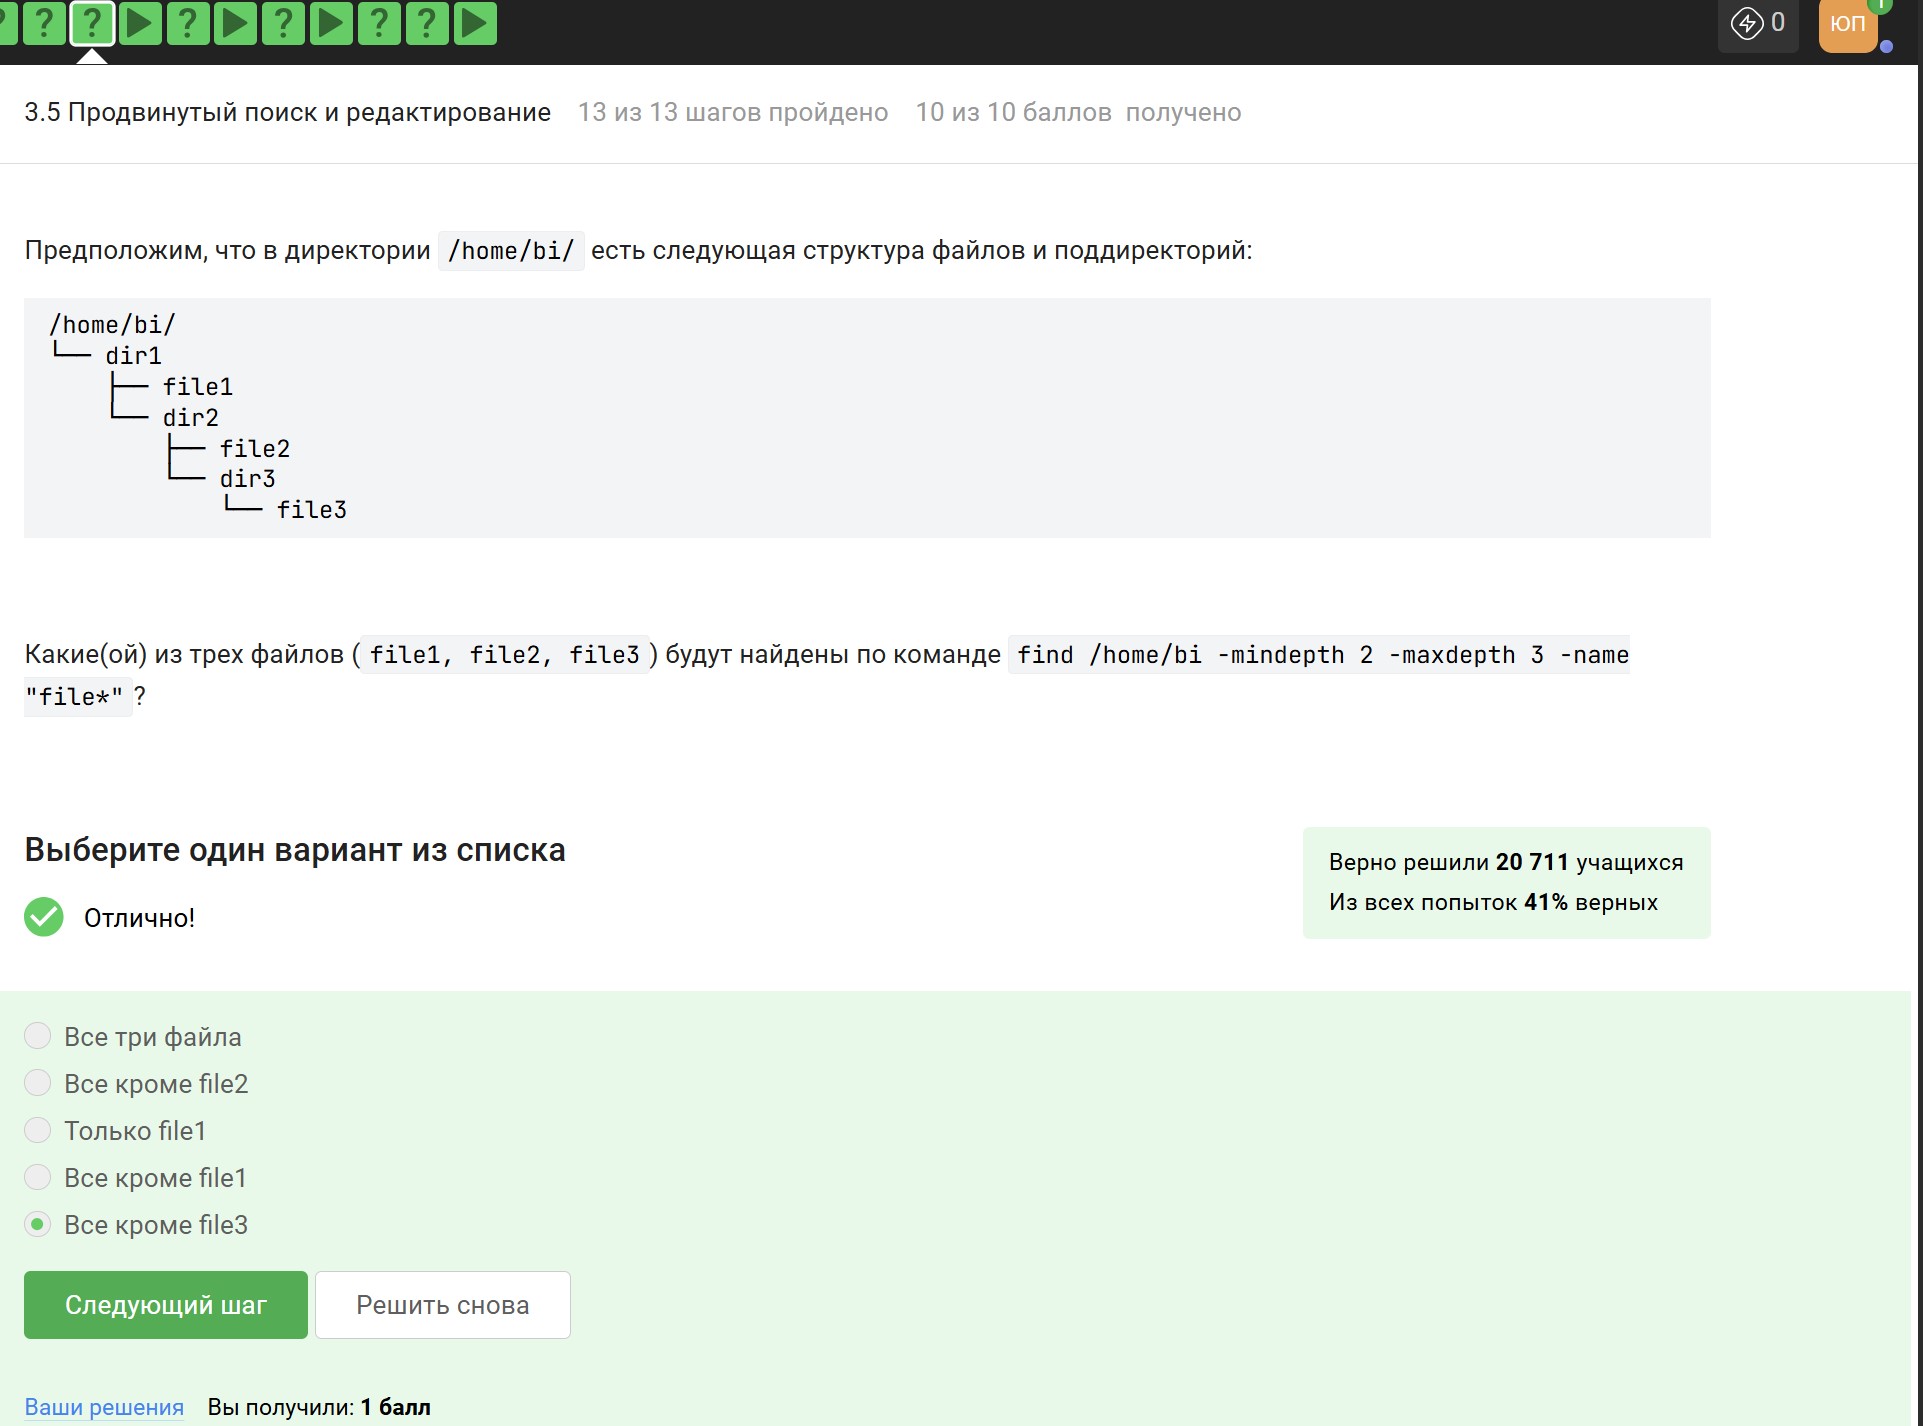 ? ? ? ? ? ? ?
0
ЮП
1
3.5 Продвинутый поиск и редактирование 13 из 13 шагов пройдено 10 из 10 баллов получено
Предположим, что в директории /home/bi/ есть следующая структура файлов и поддиректорий:
/home/bi/
└── dir1
    ├── file1
    └── dir2
        ├── file2
        └── dir3
            └── file3
Какие(ой) из трех файлов ( file1, file2, file3 ) будут найдены по команде find /home/bi -mindepth 2 -maxdepth 3 -name
"file*" ?
Выберите один вариант из списка
Отлично!
Верно решили 20 711 учащихся
Из всех попыток 41% верных
Все три файла
Все кроме file2
Только file1
Все кроме file1
Все кроме file3
Следующий шаг Решить снова
Ваши решения Вы получили: 1 балл